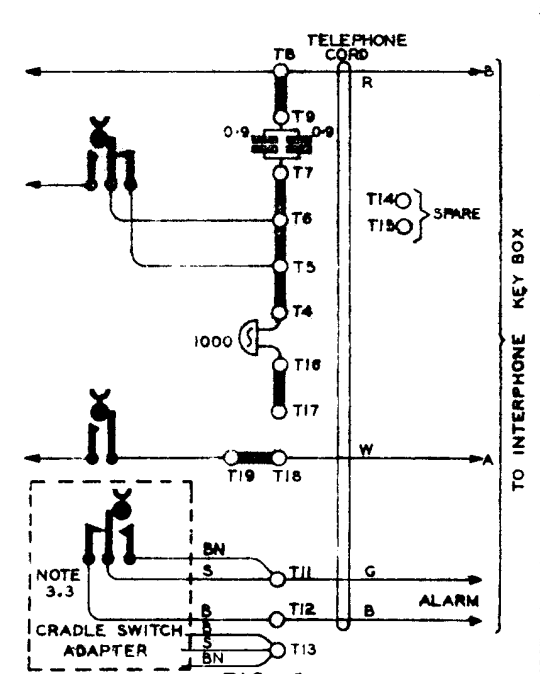 TELEPHONE
CORD
T8
R
B
T9
0·9
0·9
T7
T14
T15
SPARE
T6
T5
T4
1000
T16
T17
W
T19
T18
A
TO INTERPHONE KEY BOX
NOTE
3.3
BN
S
T11
G
ALARM
B
T12
B
CRADLE SWITCH
ADAPTER
B
S
BN
T13